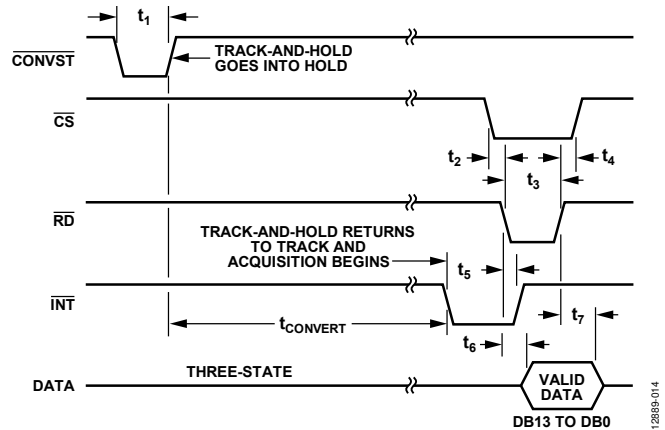 t1
CONVST
TRACK-AND-HOLD
GOES INTO HOLD
CS
t2
t4
t3
RD
TRACK-AND-HOLD RETURNS
TO TRACK AND
ACQUISITION BEGINS
t5
INT
tCONVERT
t7
t6
THREE-STATE
DATA
VALID
DATA
DB13 TO DB0
12889-014